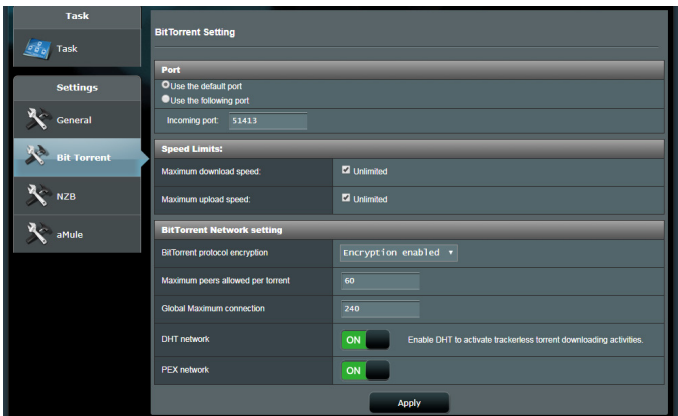 Task
Task
Settings
General
Bit Torrent
NZB
aMule
BitTorrent Setting
Port
Use the default port
Use the following port
Incoming port: 51413
Speed Limits:
Maximum download speed: Unlimited
Maximum upload speed: Unlimited
BitTorrent Network setting
BitTorrent protocol encryption Encryption enabled
Maximum peers allowed per torrent 60
Global Maximum connection 240
DHT network ON Enable DHT to activate trackerless torrent downloading activities.
PEX network ON
Apply